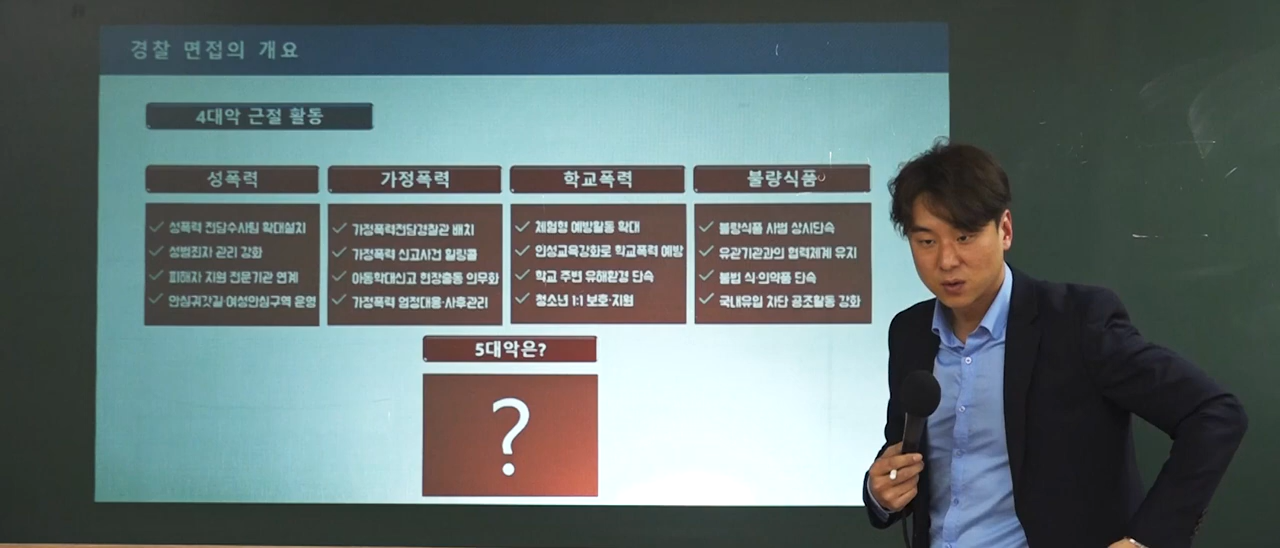 경찰 면접의 개요
4대악 근절 활동
성폭력
성폭력 전담수사팀 확대설치
성범죄자 관리 강화
피해자 지원 전문기관 연계
안심귀갓길·여성안심구역 운영
가정폭력
가정폭력전담경찰관 배치
가정폭력 신고사건 힐링콜
아동학대신고 현장출동 의무화
가정폭력 엄정대응·사후관리
학교폭력
체험형 예방활동 확대
인성교육강화로 학교폭력 예방
학교 주변 유해환경 단속
청소년 1:1 보호·지원
불량식품
불량식품 사범 상시단속
유관기관과의 협력체계 유지
불법 식·의약품 단속
국내유입 차단 공조활동 강화
5대악은?
?